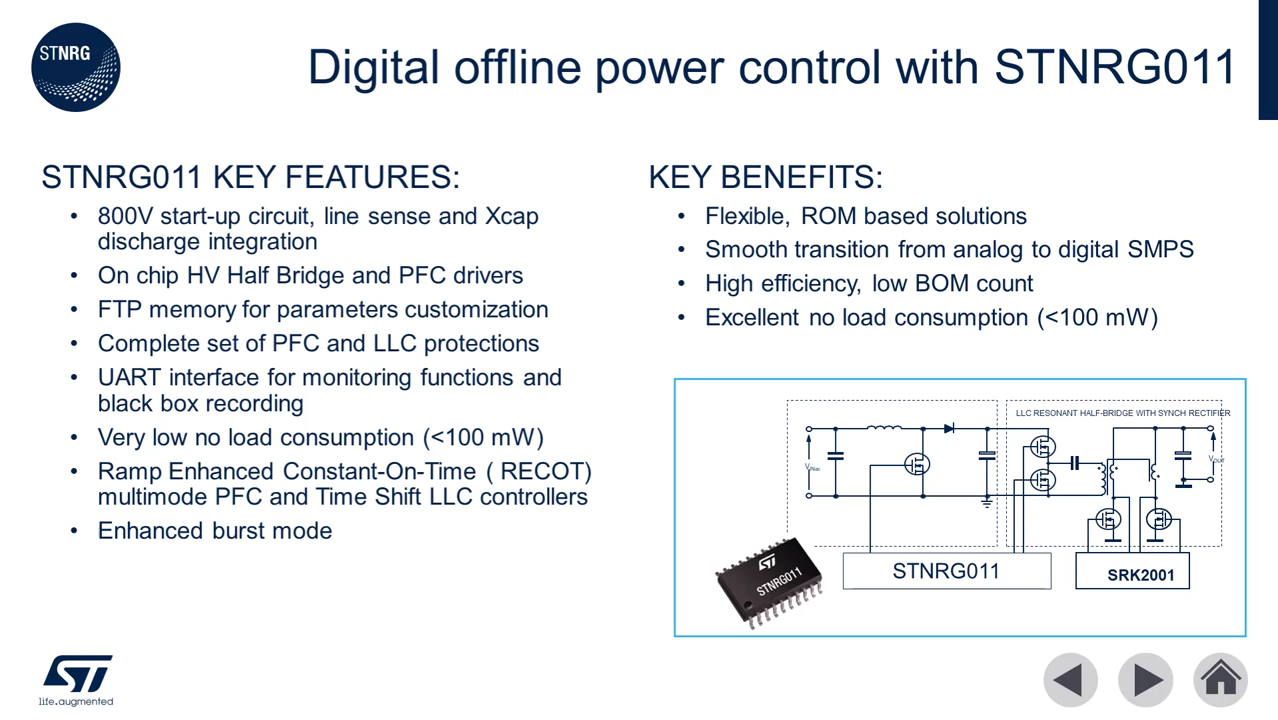 STNRG
Digital offline power control with STNRG011
STNRG011 KEY FEATURES:
• 800V start-up circuit, line sense and Xcap
discharge integration
• On chip HV Half Bridge and PFC drivers
• FTP memory for parameters customization
• Complete set of PFC and LLC protections
• UART interface for monitoring functions and
black box recording
• Very low no load consumption (<100 mW)
• Ramp Enhanced Constant-On-Time ( RECOT)
multimode PFC and Time Shift LLC controllers
• Enhanced burst mode
KEY BENEFITS:
• Flexible, ROM based solutions
• Smooth transition from analog to digital SMPS
• High efficiency, low BOM count
• Excellent no load consumption (<100 mW)
LLC RESONANT HALF-BRIDGE WITH SYNCH RECTIFIER
VINac
VOUT
ST
STNRG011
STNRG011
SRK2001
ST
life.augmented